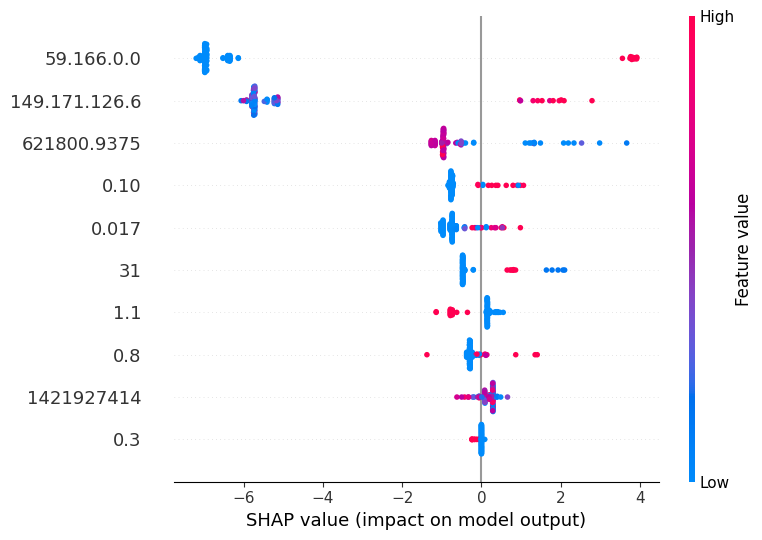 High
59.166.0.0
149.171.126.6
621800.9375
0.10
0.017
31
1.1
0.8
1421927414
0.3
Feature value
Low
−6 −4 −2 0 2 4
SHAP value (impact on model output)